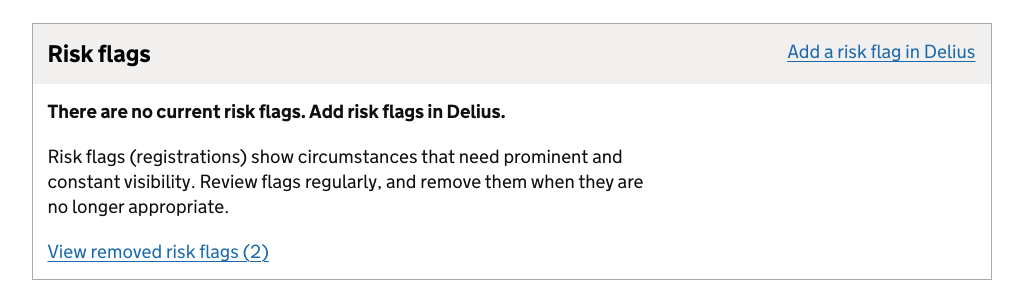 Risk flags
Add a risk flag in Delius
There are no current risk flags. Add risk flags in Delius.
Risk flags (registrations) show circumstances that need prominent and
constant visibility. Review flags regularly, and remove them when they are
no longer appropriate.
View removed risk flags (2)